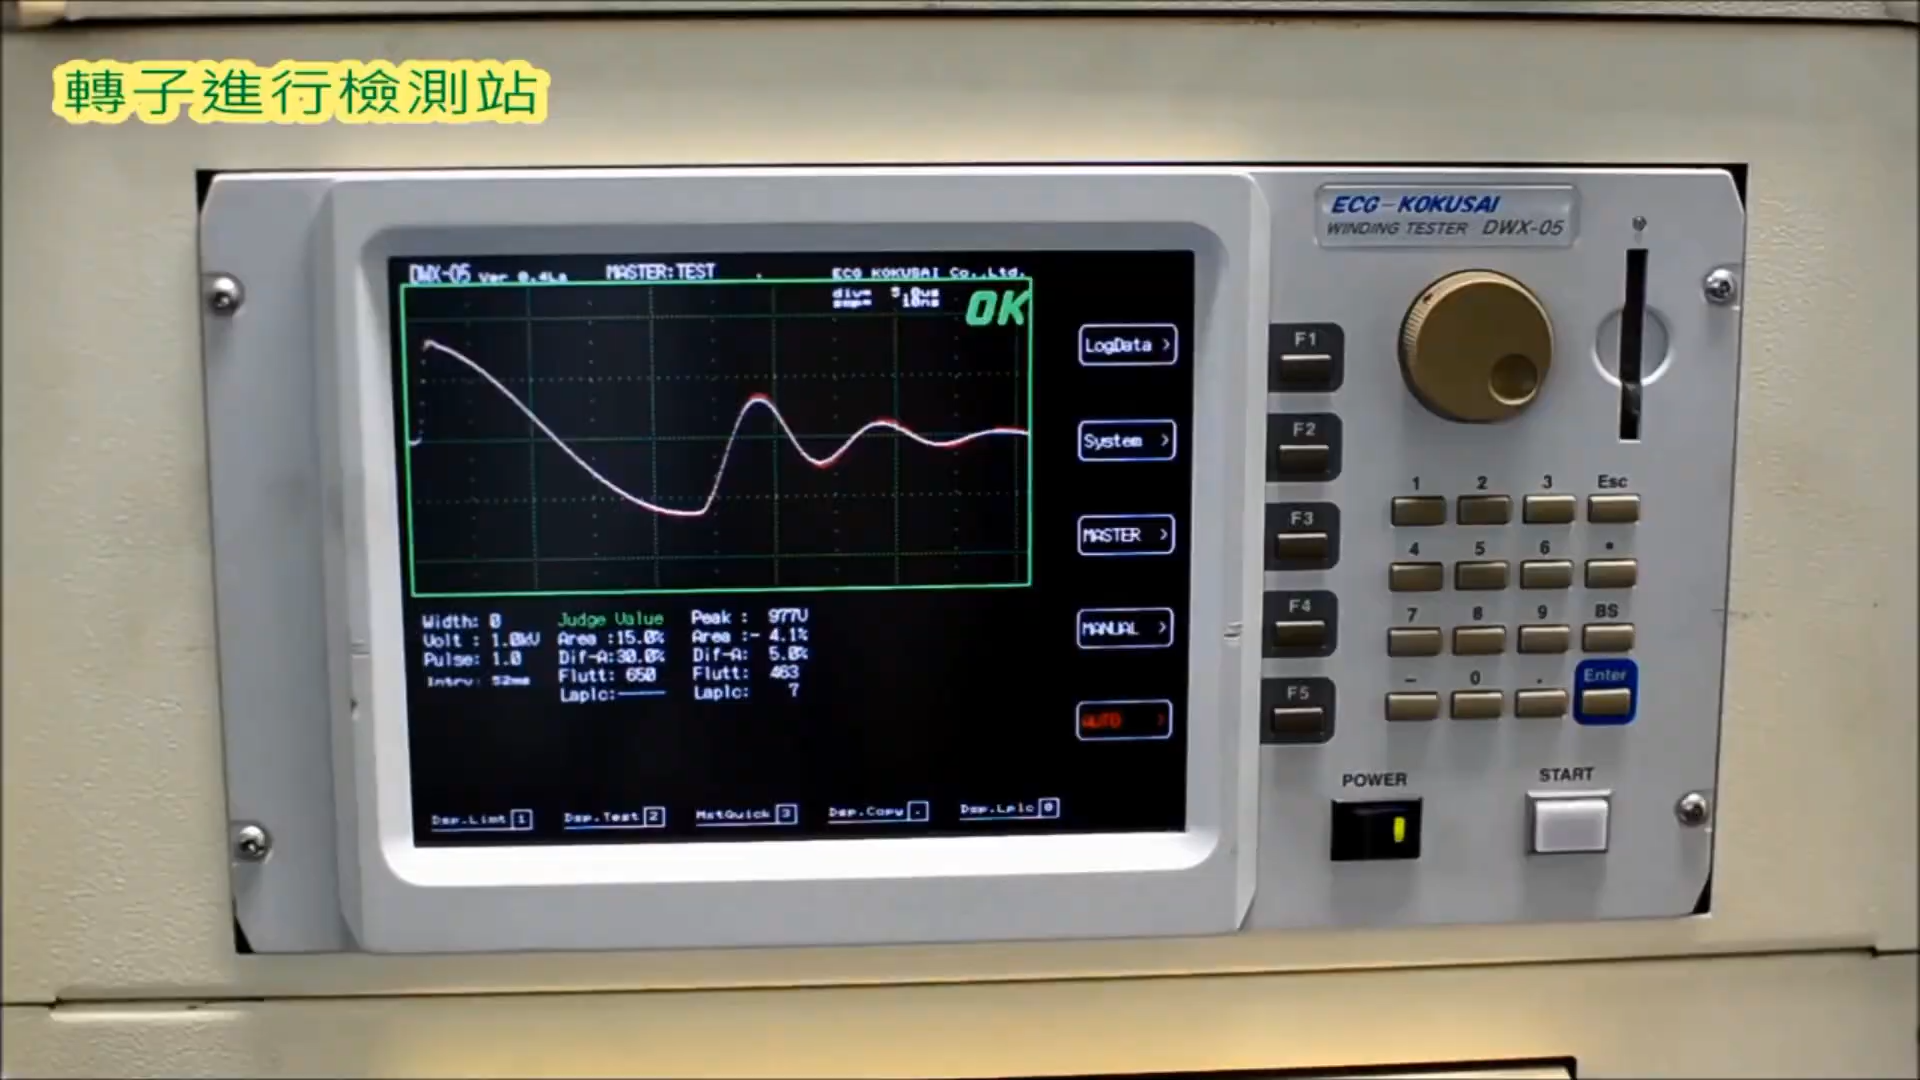 轉子進行檢測站
ECG-KOKUSAI
WINDING TESTER DWX-05
DWX-05 Ver 0.4La MASTER:TEST ECG KOKUSAI Co.,Ltd.
div= 5.0us
smp= 10ns
OK
LogData >
System >
MASTER >
MANUAL >
AUTO >
Width: 0
Volt : 1.0kV
Pulse: 1.0
Intrv: 52ms
Judge Value
Area :15.0%
Dif-A:30.0%
Flutt: 650
Laplc:
Peak : 977V
Area :- 4.1%
Dif-A: 5.0%
Flutt: 463
Laplc: 7
Dsp.Limt 1
Dsp.Test 2
MstQuick 3
Dsp.Copy .
Dsp.Lplc 0
F1
F2
F3
F4
F5
1 2 3 Esc
4 5 6 *
7 8 9 BS
- 0 . Enter
POWER
START